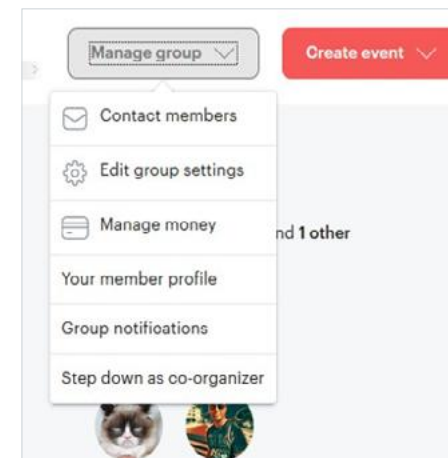 Manage group
Create event
Contact members
Edit group settings
Manage money
nd 1 other
Your member profile
Group notifications
Step down as co-organizer